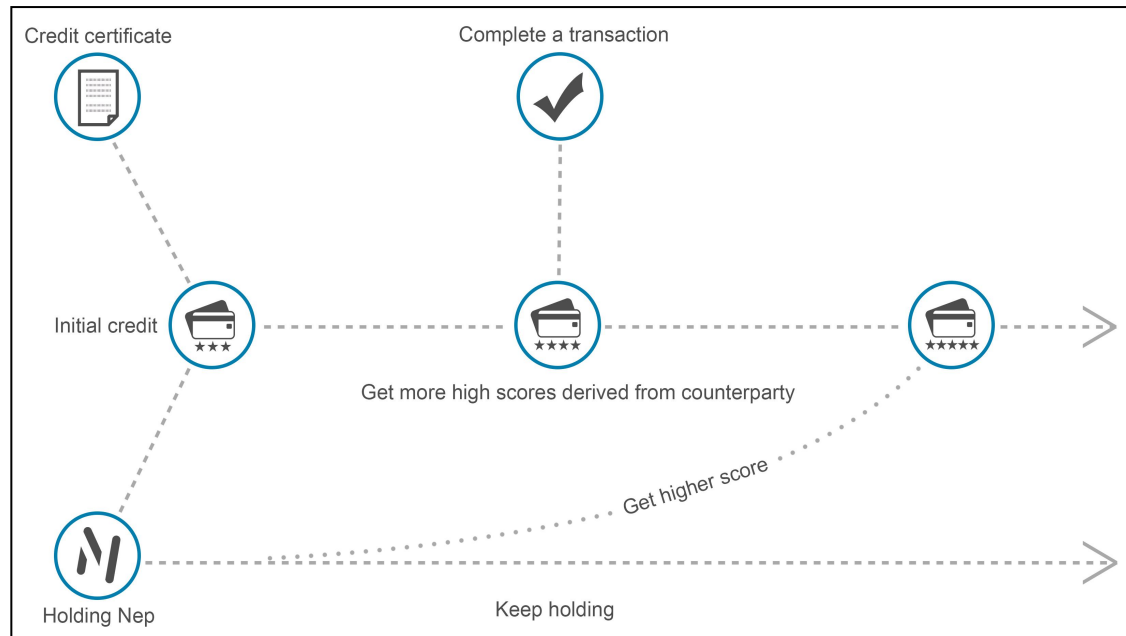 Credit certificate
Complete a transaction
Initial credit
Get more high scores derived from counterparty
Get higher score
Holding Nep
Keep holding